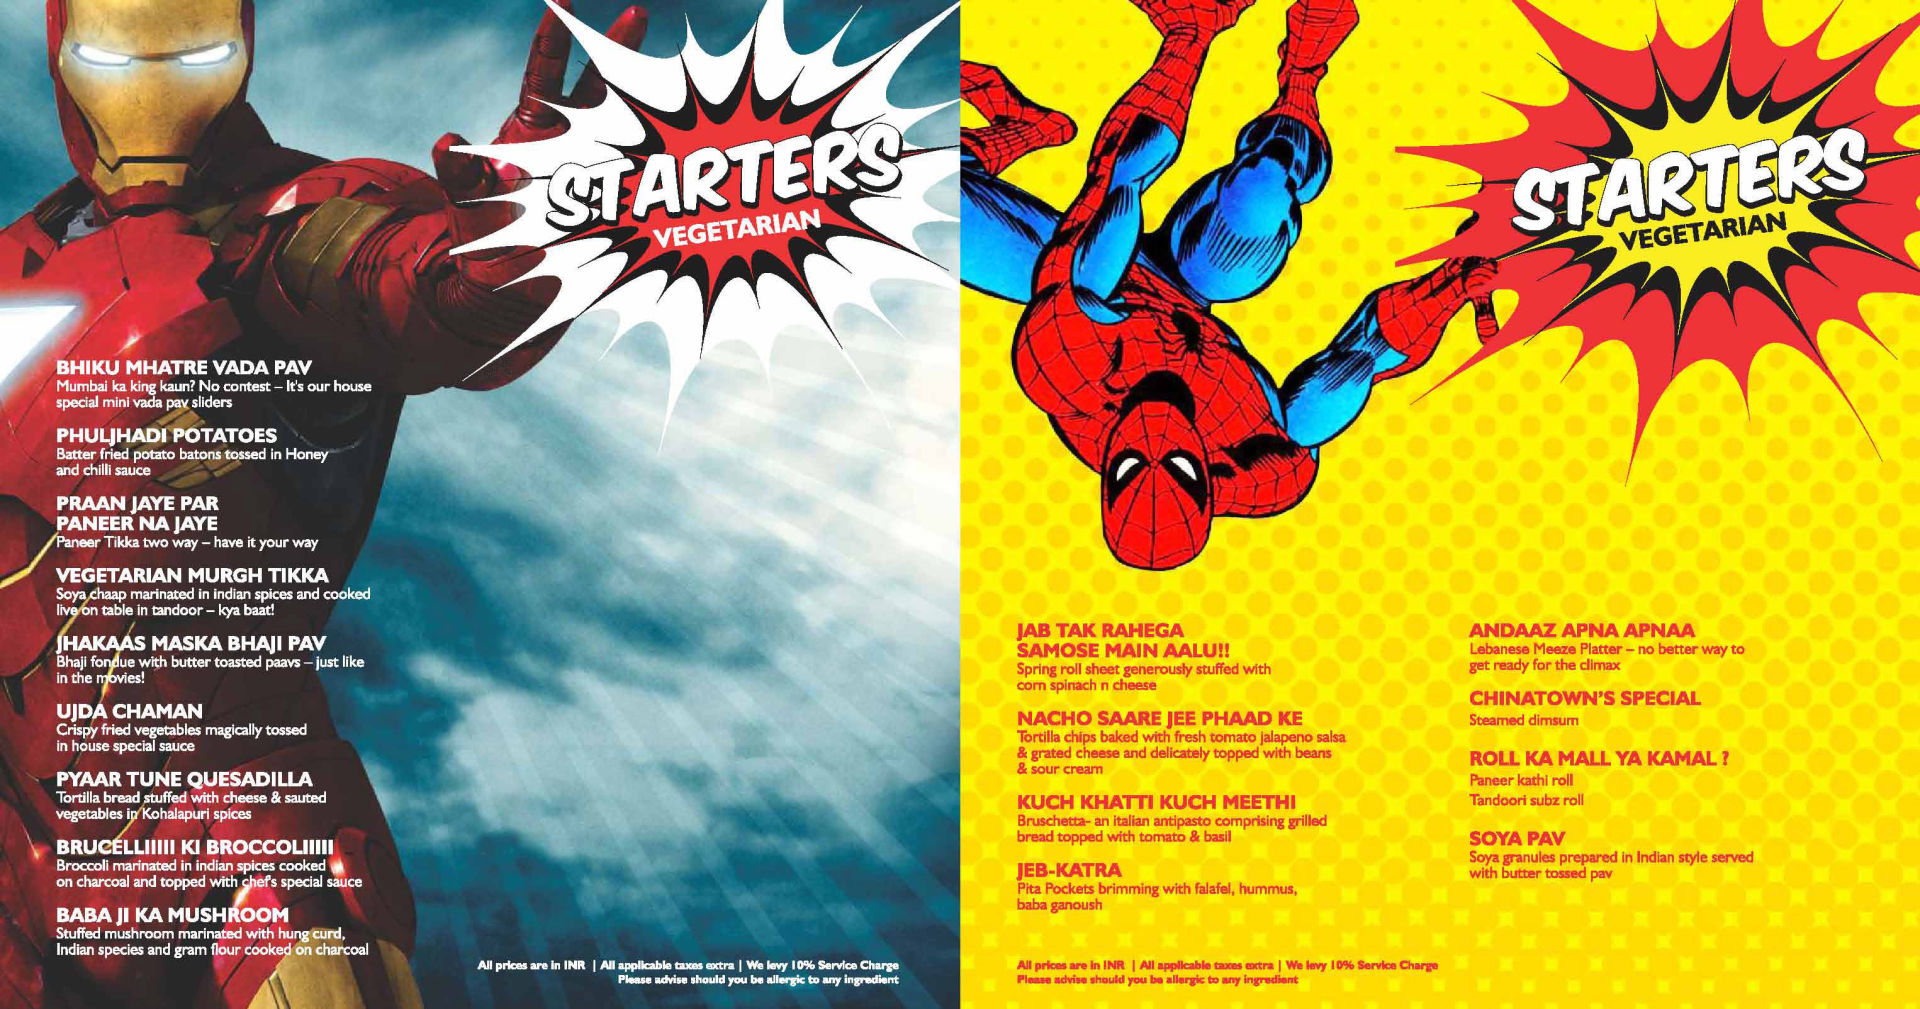 STARTERS
VEGETARIAN
BHIKU MHATRE VADA PAV
Mumbai ka king kaun? No contest – It's our house
special mini vada pav sliders
PHULJHADI POTATOES
Batter fried potato batons tossed in Honey
and chilli sauce
PRAAN JAYE PAR
PANEER NA JAYE
Paneer Tikka two way – have it your way
VEGETARIAN MURGH TIKKA
Soya chaap marinated in indian spices and cooked
live on table in tandoor – kya baat!
JHAKAAS MASKA BHAJI PAV
Bhaji fondue with butter toasted paavs – just like
in the movies!
UJDA CHAMAN
Crispy fried vegetables magically tossed
in house special sauce
PYAAR TUNE QUESADILLA
Tortilla bread stuffed with cheese & sauted
vegetables in Kohalapuri spices
BRUCELLIIIII KI BROCCOLIIIII
Broccoli marinated in indian spices cooked
on charcoal and topped with chef's special sauce
BABA JI KA MUSHROOM
Stuffed mushroom marinated with hung curd,
Indian species and gram flour cooked on charcoal
All prices are in INR | All applicable taxes extra | We levy 10% Service Charge
Please advise should you be allergic to any ingredient
STARTERS
VEGETARIAN
JAB TAK RAHEGA
SAMOSE MAIN AALU!!
Spring roll sheet generously stuffed with
corn spinach n cheese
NACHO SAARE JEE PHAAD KE
Tortilla chips baked with fresh tomato jalapeno salsa
& grated cheese and delicately topped with beans
& sour cream
KUCH KHATTI KUCH MEETHI
Bruschetta- an italian antipasto comprising grilled
bread topped with tomato & basil
JEB-KATRA
Pita Pockets brimming with falafel, hummus,
baba ganoush
ANDAAZ APNA APNAA
Lebanese Meeze Platter – no better way to
get ready for the climax
CHINATOWN'S SPECIAL
Steamed dimsum
ROLL KA MALL YA KAMAL ?
Paneer kathi roll
Tandoori subz roll
SOYA PAV
Soya granules prepared in Indian style served
with butter tossed pav
All prices are in INR | All applicable taxes extra | We levy 10% Service Charge
Please advise should you be allergic to any ingredient